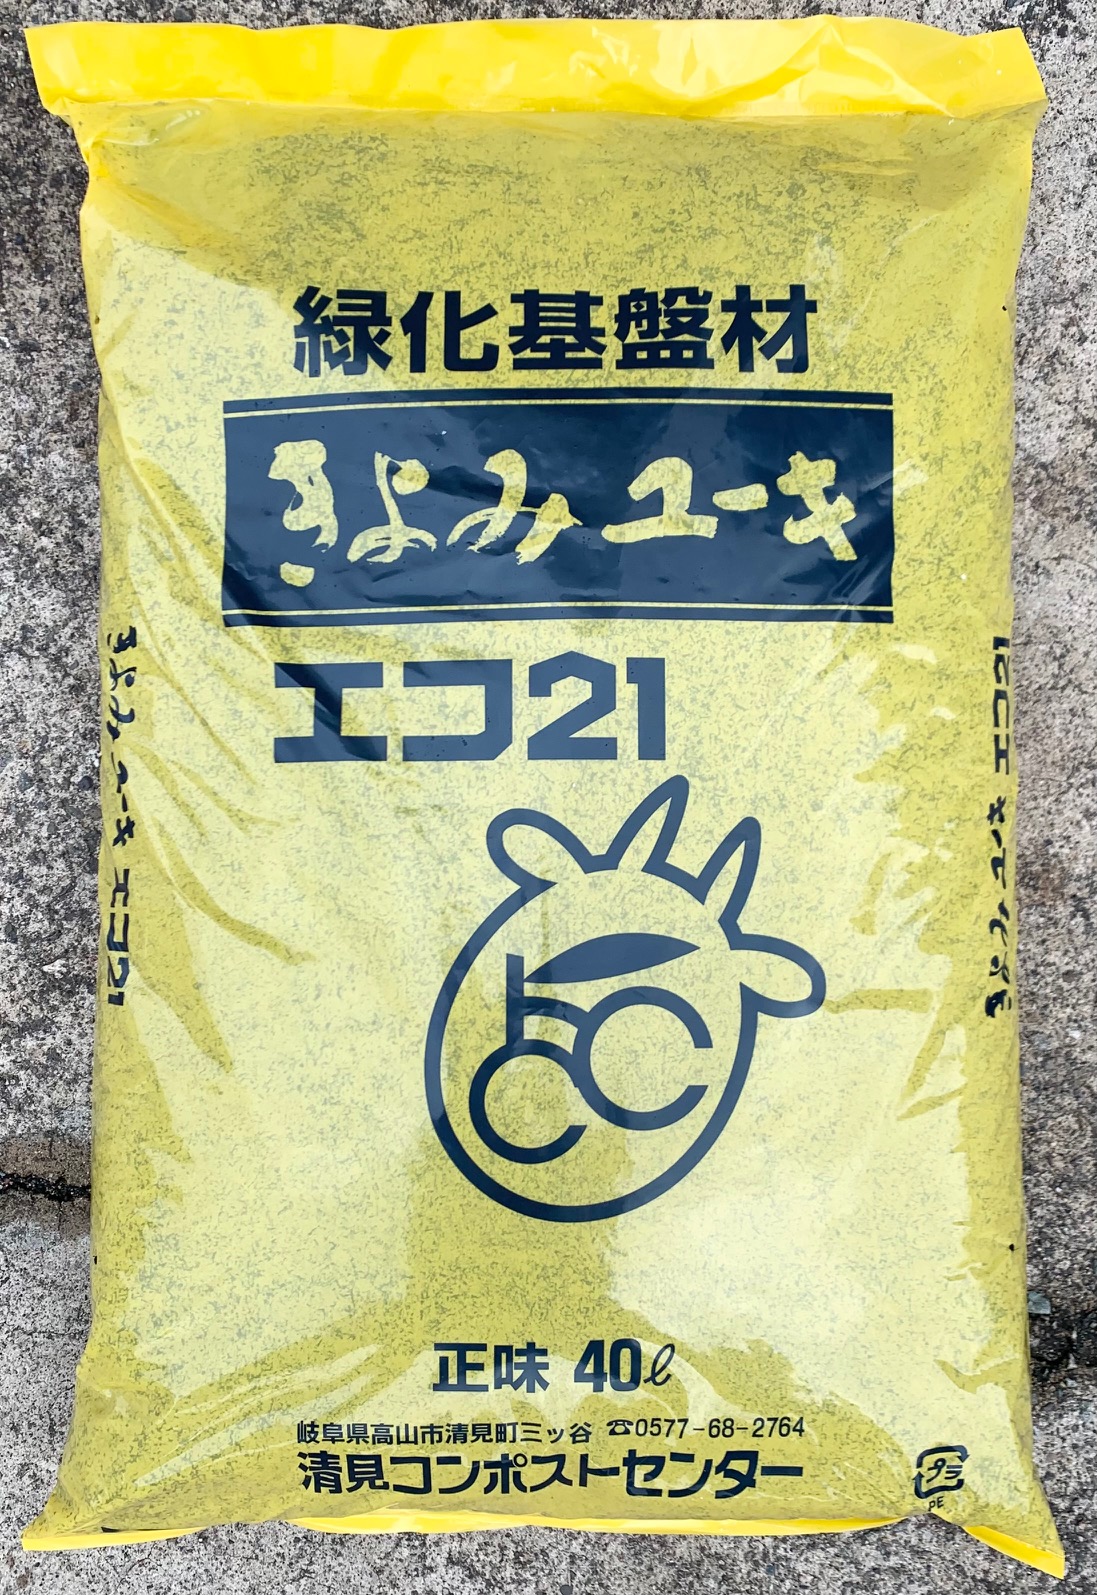 緑化基盤材
きよみユーキ
エコ21
正味 40ℓ
岐阜県高山市清見町三ッ谷 ☎0577-68-2764
清見コンポストセンター
プラ
PE
きよみユーキ エコ21
きよみユーキ エコ21